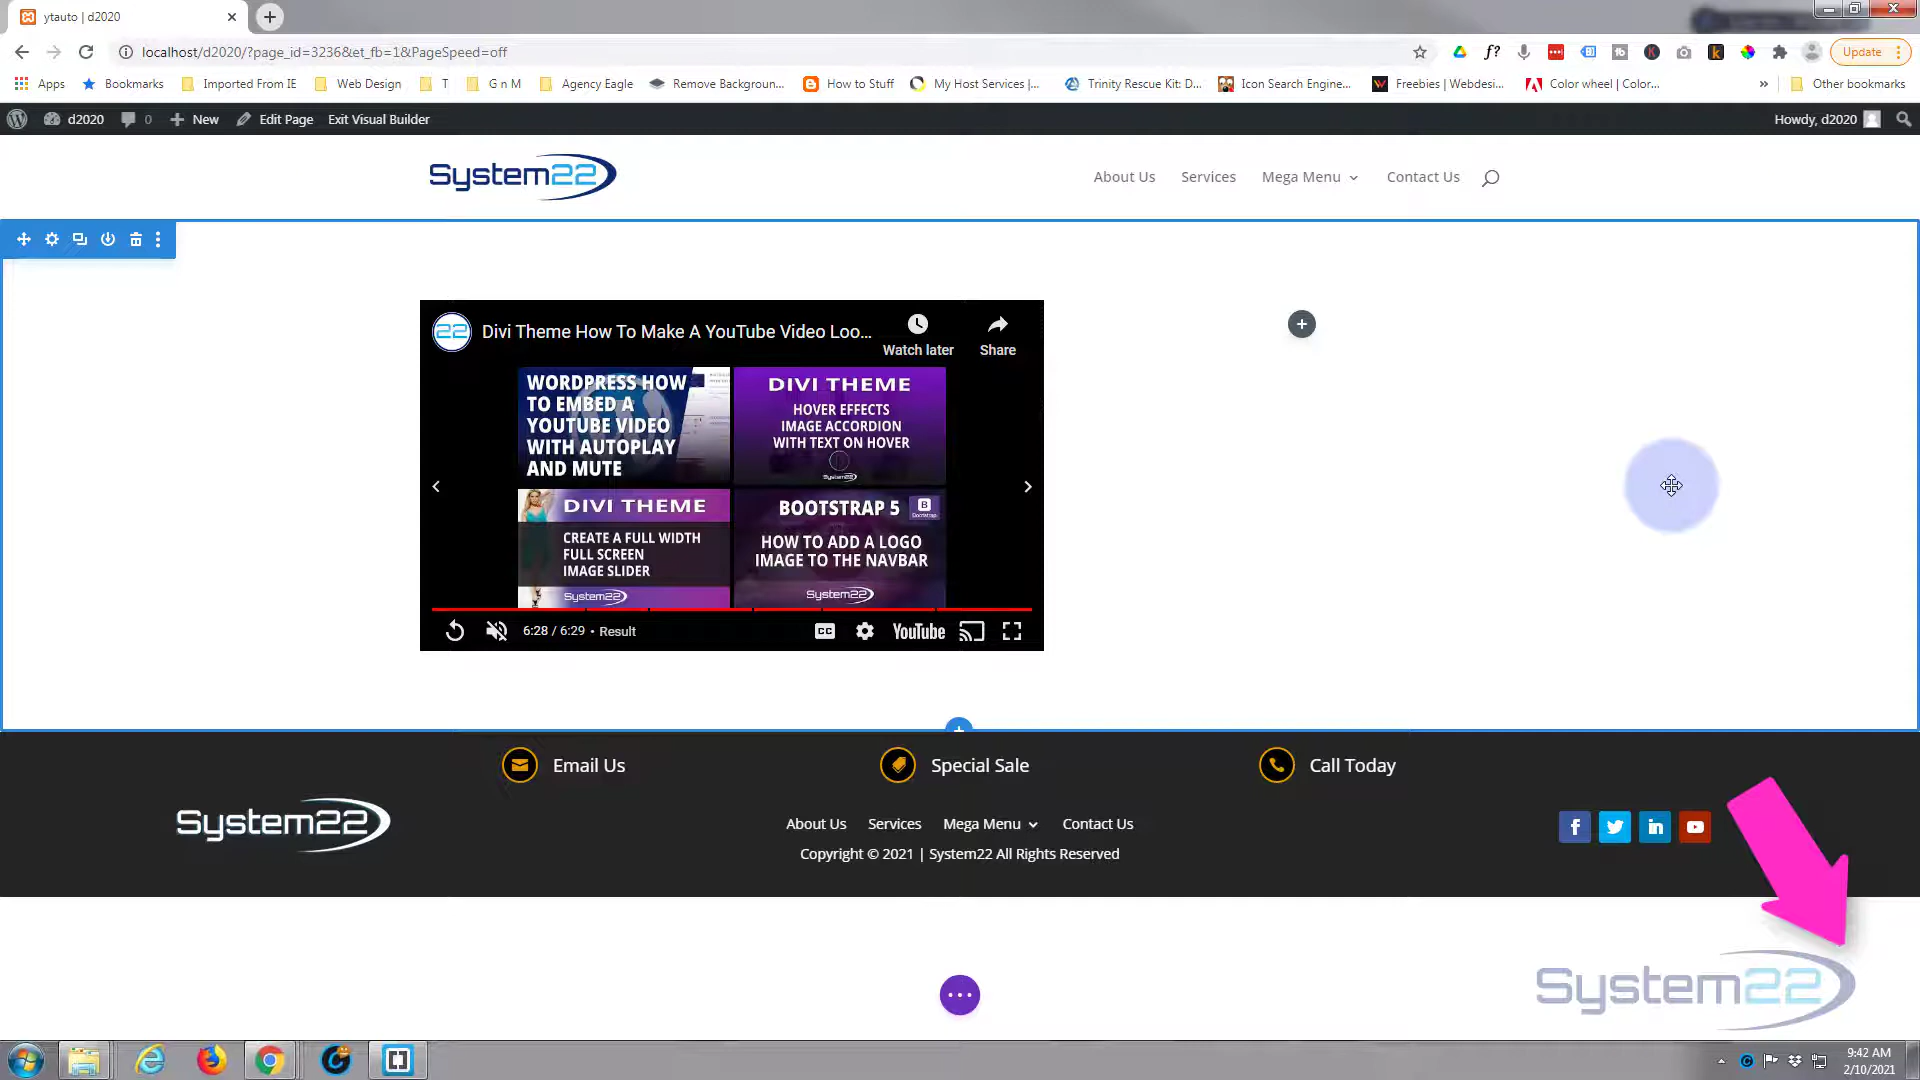 ytauto | d2020
localhost/d2020/?page_id=3236&et_fb=1&PageSpeed=off
Update
Apps
Bookmarks
Imported From IE
Web Design
T
G n M
Agency Eagle
Remove Backgroun...
How to Stuff
My Host Services |...
Trinity Rescue Kit: D...
Icon Search Engine...
Freebies | Webdesi...
Color wheel | Color...
Other bookmarks
d2020
0
New
Edit Page
Exit Visual Builder
Howdy, d2020
System22
About Us
Services
Mega Menu
Contact Us
22
Divi Theme How To Make A YouTube Video Loo...
Watch later
Share
WORDPRESS HOW
TO EMBED A
YOUTUBE VIDEO
WITH AUTOPLAY
AND MUTE
DIVI THEME
HOVER EFFECTS
IMAGE ACCORDION
WITH TEXT ON HOVER
System22
DIVI THEME
CREATE A FULL WIDTH
FULL SCREEN
IMAGE SLIDER
System22
BOOTSTRAP 5
HOW TO ADD A LOGO
IMAGE TO THE NAVBAR
System22
6:28 / 6:29 • Result
CC
YouTube
Email Us
Special Sale
Call Today
System22
About Us
Services
Mega Menu
Contact Us
Copyright © 2021 | System22 All Rights Reserved
System22
9:42 AM
2/10/2021